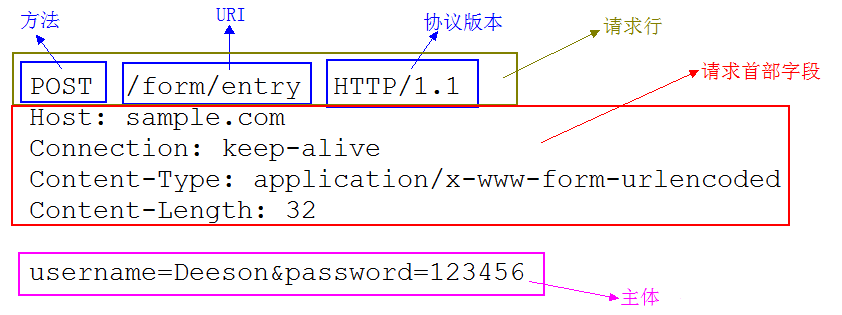 方法
URI
协议版本
请求行
请求首部字段
POST /form/entry HTTP/1.1
Host: sample.com
Connection: keep-alive
Content-Type: application/x-www-form-urlencoded
Content-Length: 32
username=Deeson&password=123456
主体